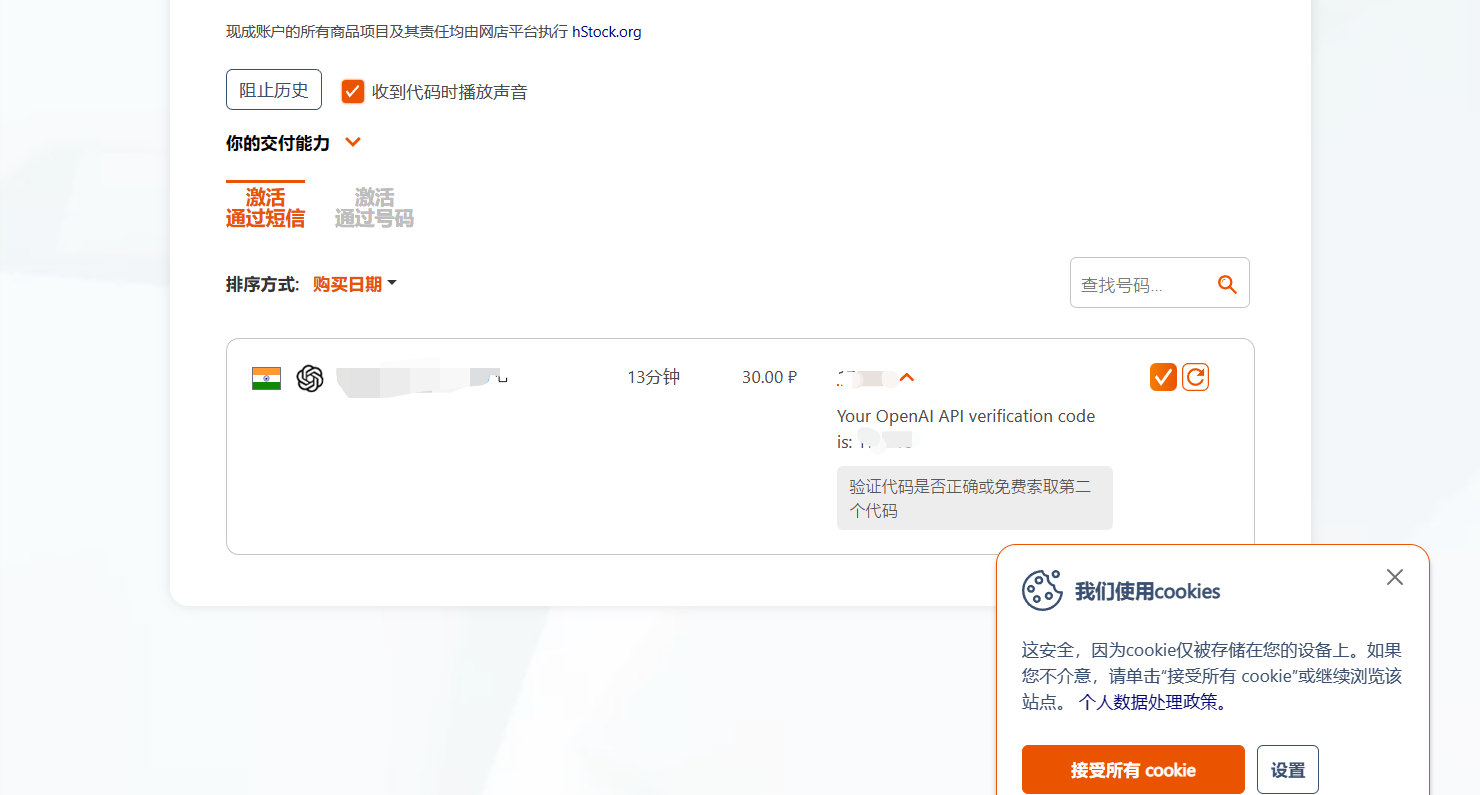 现成账户的所有商品项目及其责任均由网店平台执行 hStock.org
阻止历史
收到代码时播放声音
你的交付能力
激活
通过短信
激活
通过号码
排序方式: 购买日期
查找号码...
13分钟
30.00 ₽
Your OpenAI API verification code
is:
验证代码是否正确或免费索取第二
个代码
我们使用cookies
这安全，因为cookie仅被存储在您的设备上。如果
您不介意，请单击“接受所有 cookie”或继续浏览该
站点。 个人数据处理政策。
接受所有 cookie
设置